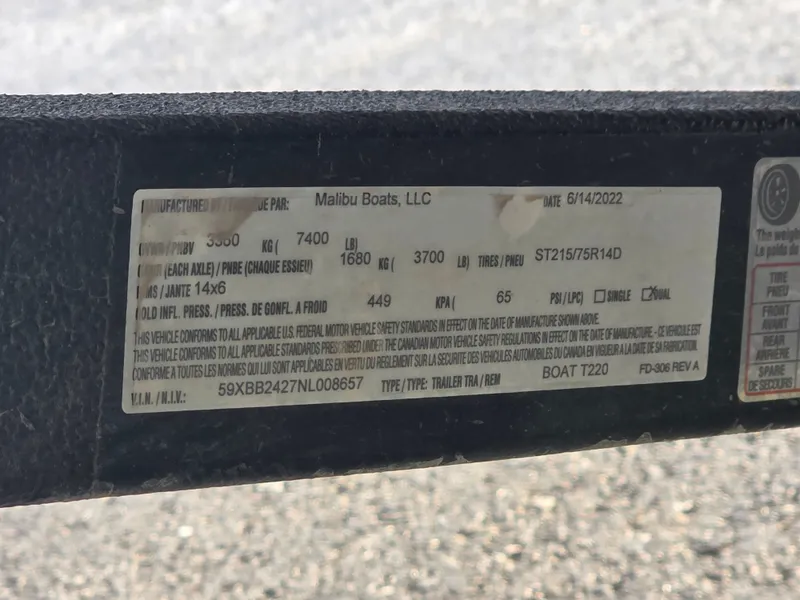 MANUFACTURED BY / FABRIQUE PAR: Malibu Boats, LLC DATE 6/14/2022
GVWR / PNBV 3360 KG ( 7400 LB)
GAWR (EACH AXLE) / PNBE (CHAQUE ESSIEU) 1680 KG ( 3700 LB) TIRES / PNEU ST215/75R14D
RIMS / JANTE 14x6
COLD INFL. PRESS. / PRESS. DE GONFL. A FROID 449 KPA ( 65 PSI / LPC) SINGLE X DUAL
THIS VEHICLE CONFORMS TO ALL APPLICABLE U.S. FEDERAL MOTOR VEHICLE SAFETY STANDARDS IN EFFECT ON THE DATE OF MANUFACTURE SHOWN ABOVE.
THIS VEHICLE CONFORMS TO ALL APPLICABLE STANDARDS PRESCRIBED UNDER THE CANADIAN MOTOR VEHICLE SAFETY REGULATIONS IN EFFECT ON THE DATE OF MANUFACTURE - CE VEHICULE EST
CONFORME A TOUTES LES NORMES QUI LUI SONT APPLICABLES EN VERTU DU REGLEMENT SUR LA SECURITE DES VEHICULES AUTOMOBILES DU CANADA EN VIGUEUR A LA DATE DE SA FABRICATION.
V.I.N. / N.I.V.: 59XBB2427NL008657 TYPE / TYPE: TRAILER TRA / REM BOAT T220 FD-306 REV A
The weigh
Le poids de
TIRE
PNEU
FRONT
AVANT
REAR
ARRIÈRE
SPARE
DE SECOURS